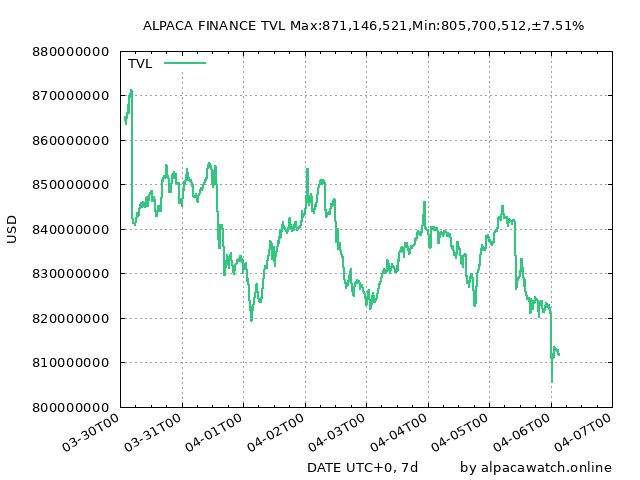 ALPACA FINANCE TVL Max:871,146,521,Min:805,700,512,±7.51%
880000000
TVL
870000000
860000000
850000000
840000000
USD
830000000
820000000
810000000
800000000
03-30T00
03-31T00
04-01T00
04-02T00
04-03T00
04-04T00
04-05T00
04-06T00
04-07T00
DATE UTC+0, 7d
by alpacawatch.online